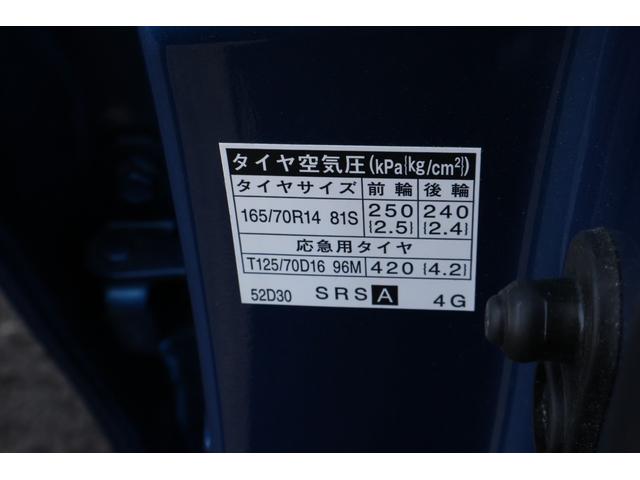 タイヤ空気圧(kPa{kg/cm²})
タイヤサイズ 前輪 後輪
165/70R14 81S 250 240
{2.5} {2.4}
応急用タイヤ
T125/70D16 96M 420 {4.2}
52D30 SRS A 4G